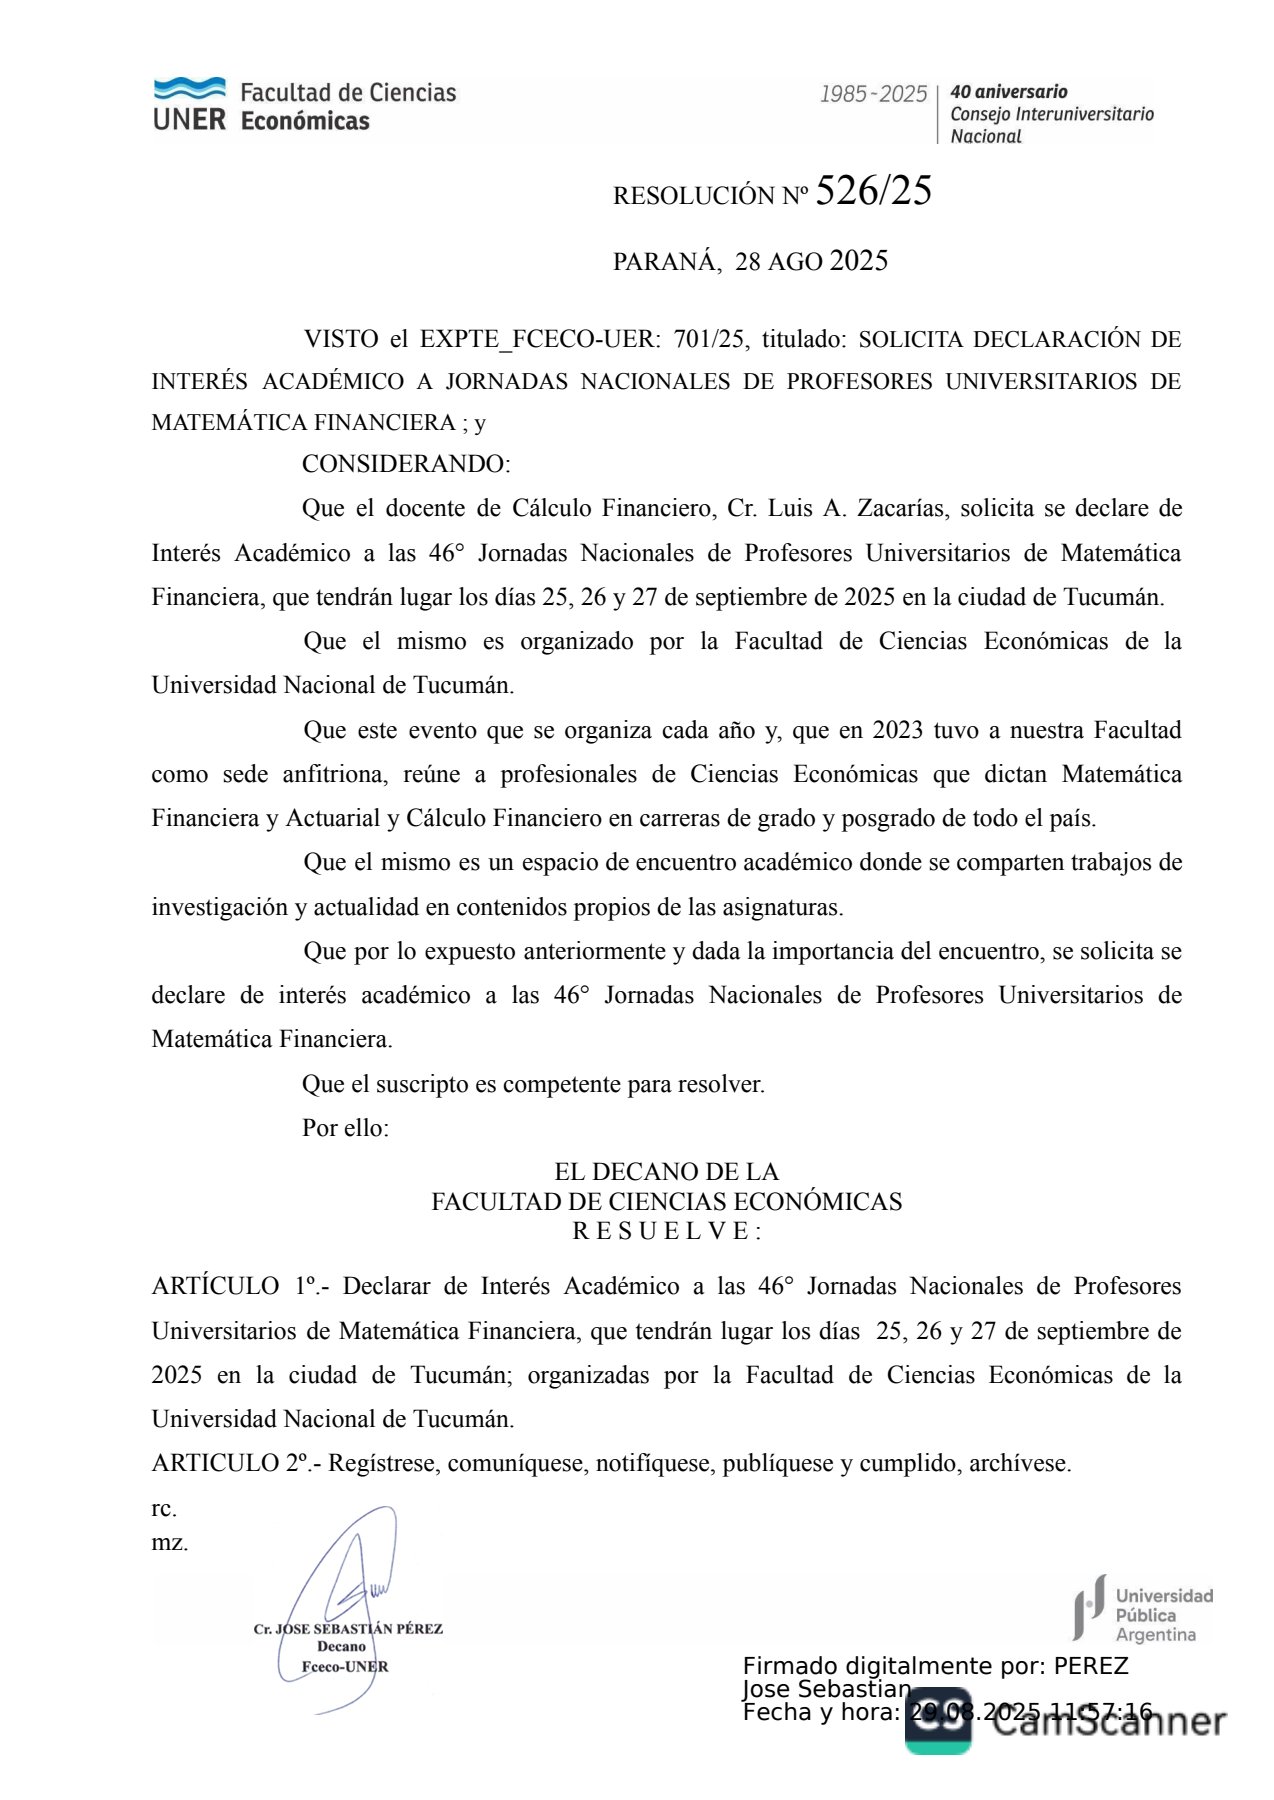 UNER Facultad de Ciencias Económicas
1985-2025 40 aniversario
Consejo Interuniversitario
Nacional
RESOLUCIÓN Nº 526/25
PARANÁ, 28 AGO 2025
VISTO el EXPTE_FCECO-UER: 701/25, titulado: SOLICITA DECLARACIÓN DE
INTERÉS ACADÉMICO A JORNADAS NACIONALES DE PROFESORES UNIVERSITARIOS DE
MATEMÁTICA FINANCIERA ; y
CONSIDERANDO:
Que el docente de Cálculo Financiero, Cr. Luis A. Zacarías, solicita se declare de
Interés Académico a las 46° Jornadas Nacionales de Profesores Universitarios de Matemática
Financiera, que tendrán lugar los días 25, 26 y 27 de septiembre de 2025 en la ciudad de Tucumán.
Que el mismo es organizado por la Facultad de Ciencias Económicas de la
Universidad Nacional de Tucumán.
Que este evento que se organiza cada año y, que en 2023 tuvo a nuestra Facultad
como sede anfitriona, reúne a profesionales de Ciencias Económicas que dictan Matemática
Financiera y Actuarial y Cálculo Financiero en carreras de grado y posgrado de todo el país.
Que el mismo es un espacio de encuentro académico donde se comparten trabajos de
investigación y actualidad en contenidos propios de las asignaturas.
Que por lo expuesto anteriormente y dada la importancia del encuentro, se solicita se
declare de interés académico a las 46° Jornadas Nacionales de Profesores Universitarios de
Matemática Financiera.
Que el suscripto es competente para resolver.
Por ello:
EL DECANO DE LA
FACULTAD DE CIENCIAS ECONÓMICAS
R E S U E L V E :
ARTÍCULO 1º.- Declarar de Interés Académico a las 46° Jornadas Nacionales de Profesores
Universitarios de Matemática Financiera, que tendrán lugar los días 25, 26 y 27 de septiembre de
2025 en la ciudad de Tucumán; organizadas por la Facultad de Ciencias Económicas de la
Universidad Nacional de Tucumán.
ARTICULO 2º.- Regístrese, comuníquese, notifíquese, publíquese y cumplido, archívese.
rc.
mz.
Cr. JOSE SEBASTIÁN PÉREZ
Decano
Fceco-UNER
Universidad
Pública
Argentina
Firmado digitalmente por: PEREZ
Jose Sebastian
Fecha y hora: 29.08.2025 11:57:16
CS CamScanner